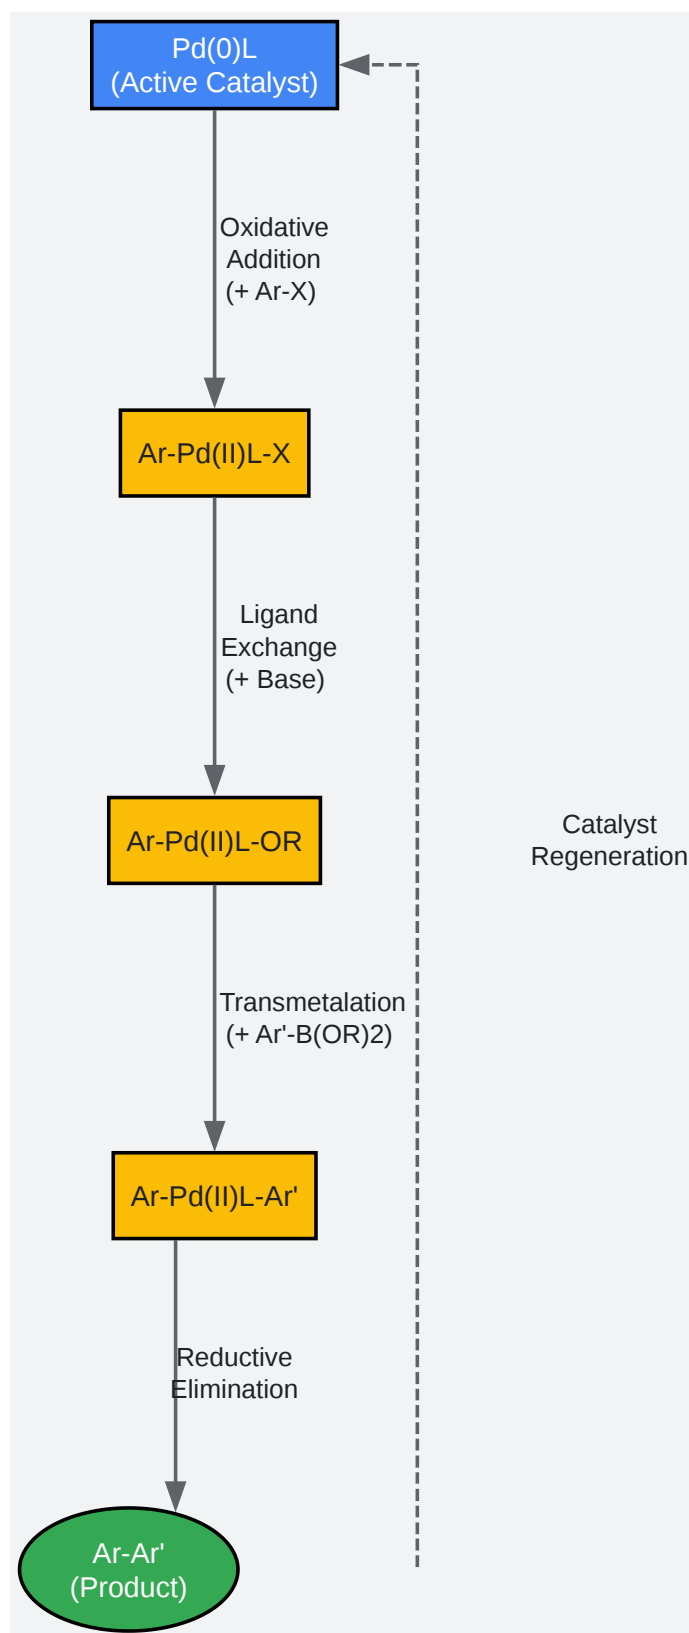 Pd(0)L
(Active Catalyst)
Oxidative
Addition
(+ Ar-X)
Ar-Pd(II)L-X
Ligand
Exchange
(+ Base)
Ar-Pd(II)L-OR
Catalyst
Regeneration
Transmetalation
(+ Ar'-B(OR)2)
Ar-Pd(II)L-Ar'
Reductive
Elimination
Ar-Ar'
(Product)